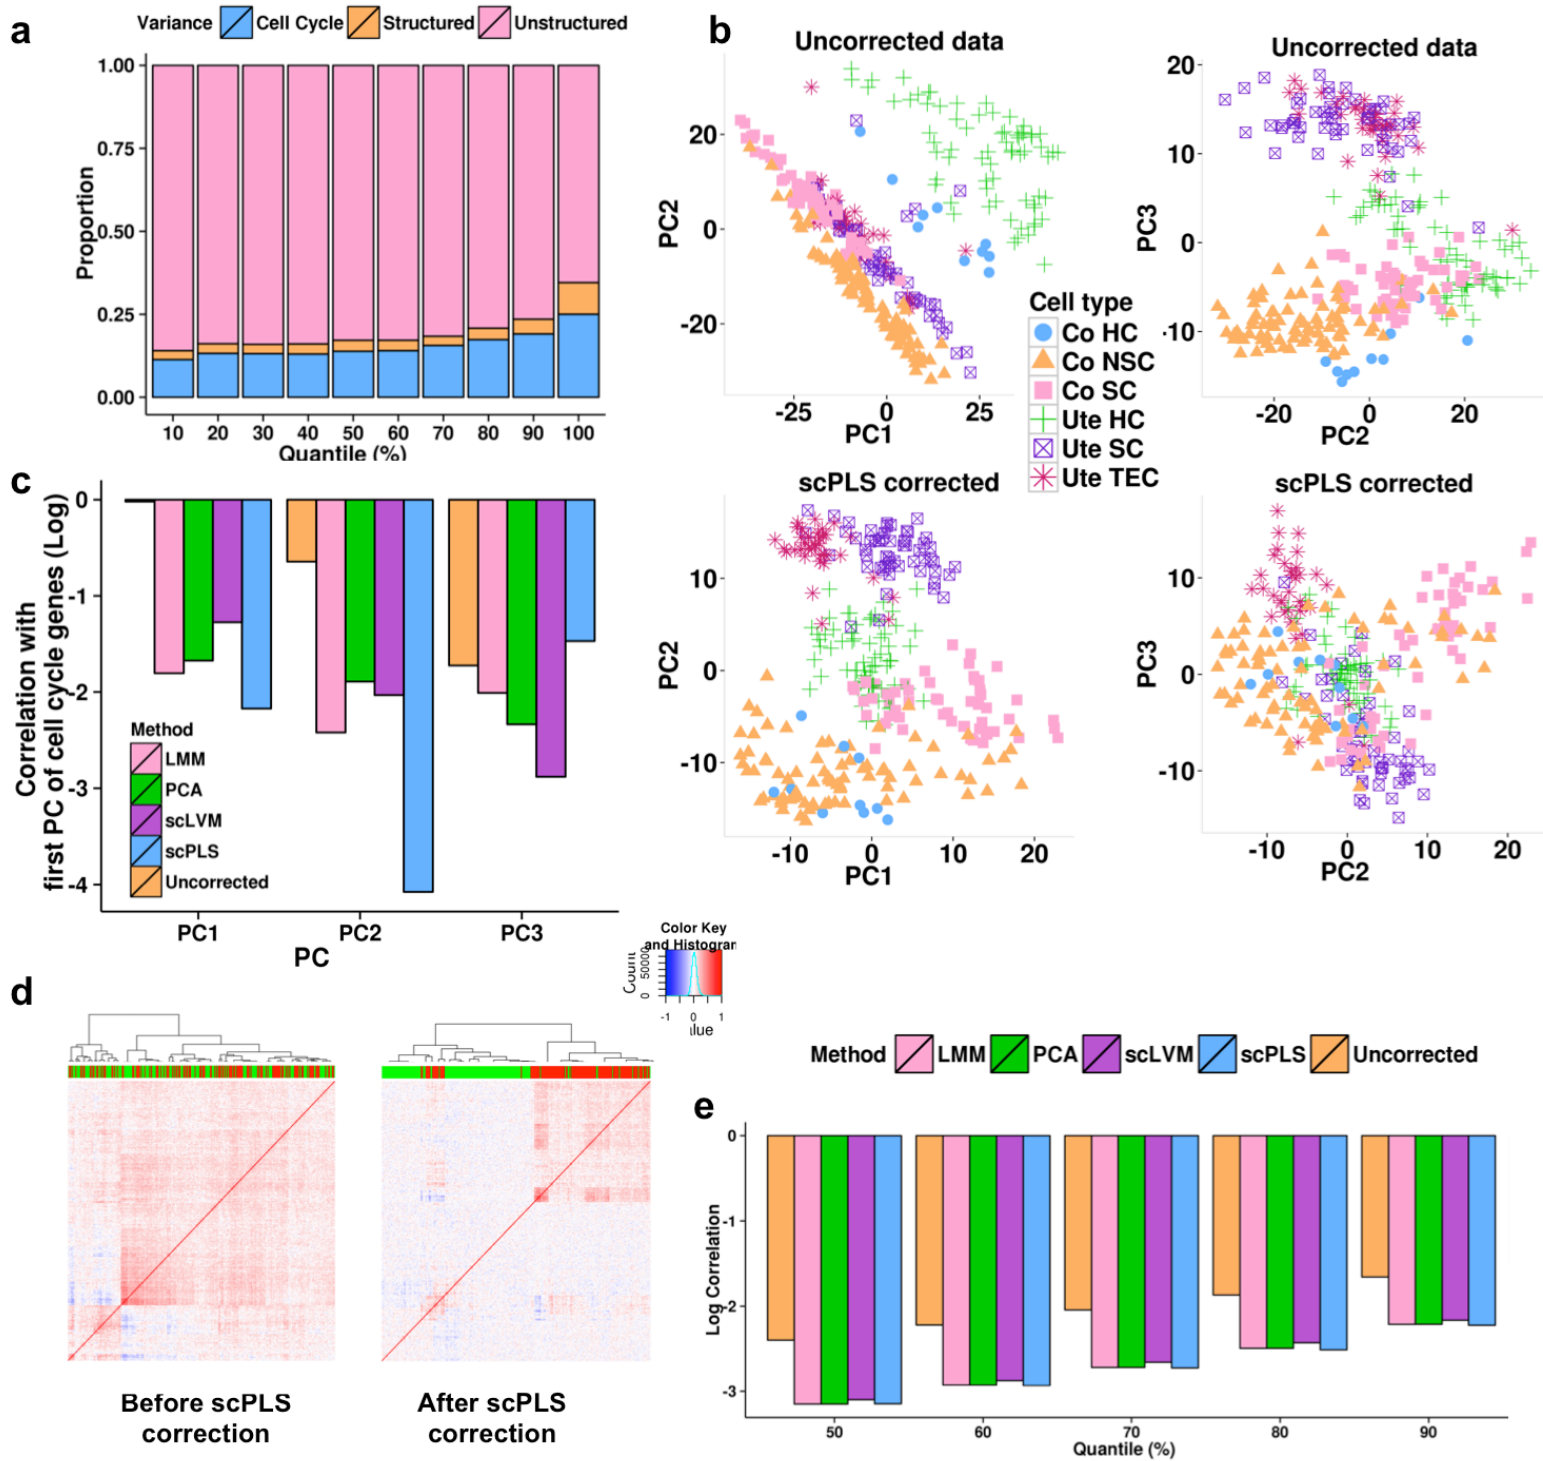 a
Variance Cell Cycle Structured Unstructured
1.00
0.75
0.50
0.25
0.00
Proportion
10 20 30 40 50 60 70 80 90 100
Quantile (%)
b
Uncorrected data
20
0
-20
PC2
-25 0 25
PC1
Uncorrected data
20
10
0
-10
PC3
-20 0 20
PC2
Cell type
Co HC
Co NSC
Co SC
Ute HC
Ute SC
Ute TEC
scPLS corrected
10
0
-10
PC2
-10 0 10 20
PC1
scPLS corrected
10
0
-10
PC3
-10 0 10 20
PC2
c
0
-1
-2
-3
-4
Correlation with
first PC of cell cycle genes (Log)
Method
LMM
PCA
scLVM
scPLS
Uncorrected
PC1 PC2 PC3
PC
Color Key
and Histogram
Count
0 50000
-1 0 1
d
Before scPLS
correction
After scPLS
correction
Method LMM PCA scLVM scPLS Uncorrected
e
0
-1
-2
-3
Log Correlation
50 60 70 80 90
Quantile (%)